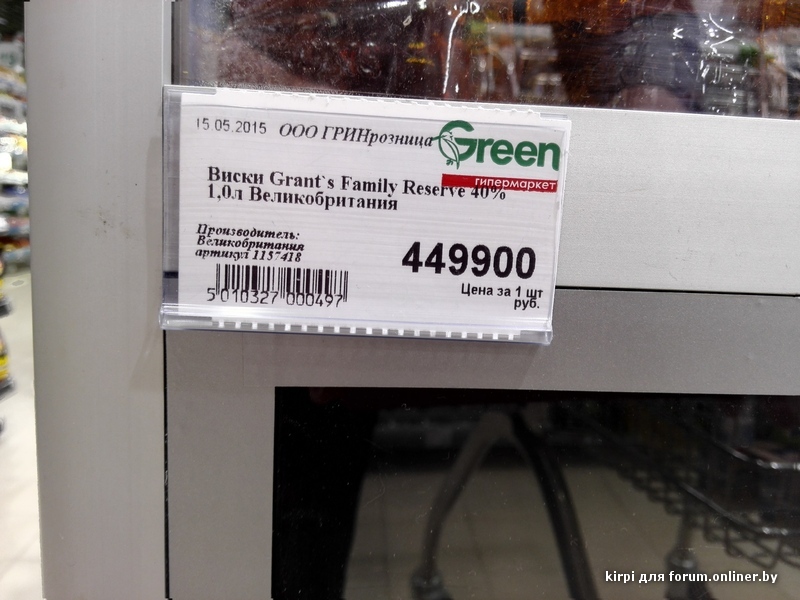 15.05.2015 ООО ГРИНрозница
Green
гипермаркет
Виски Grant`s Family Reserve 40%
1,0л Великобритания
Производитель:
Великобритания
артикул 1157418
449900
Цена за 1 шт
руб.
5 010327 000497
kirpi для forum.onliner.by